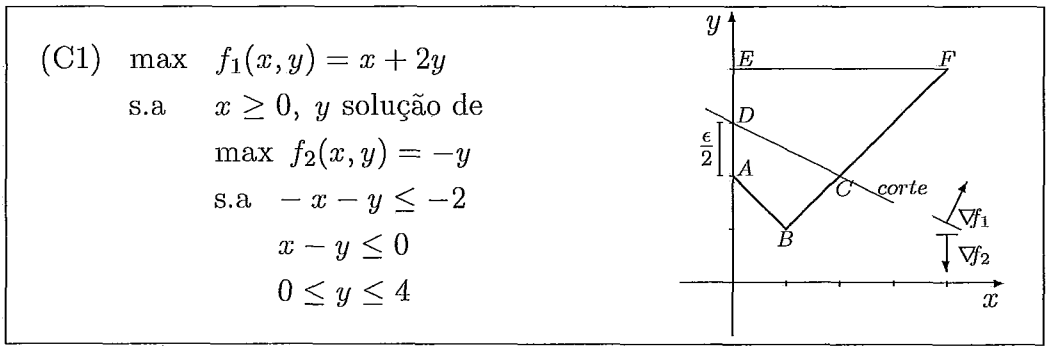 (C1) max f₁(x, y) = x + 2y
s.a x ≥ 0, y solução de
max f₂(x, y) = −y
s.a − x − y ≤ −2
x − y ≤ 0
0 ≤ y ≤ 4
y
E
F
D
ϵ/2
A
C
corte
B
∇f₁
∇f₂
x